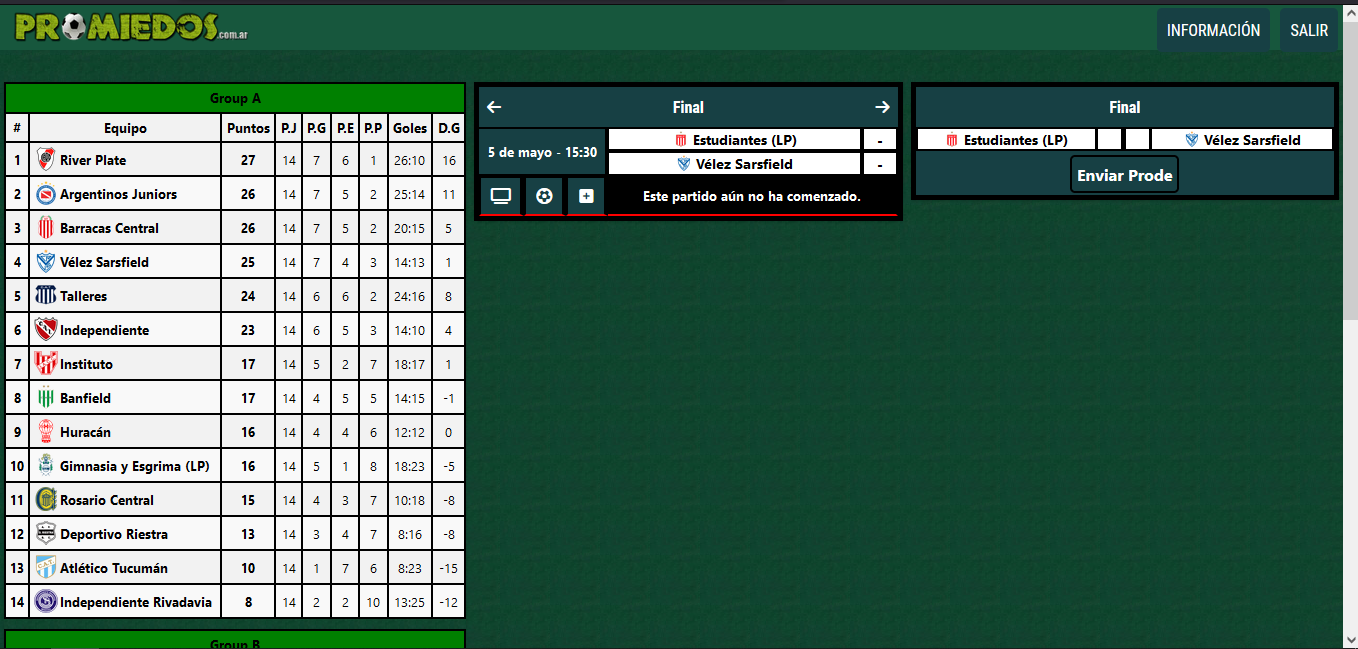 PROMIEDOS.com.ar
INFORMACIÓN
SALIR
Group A
# Equipo Puntos P.J P.G P.E P.P Goles D.G
1 River Plate 27 14 7 6 1 26:10 16
2 Argentinos Juniors 26 14 7 5 2 25:14 11
3 Barracas Central 26 14 7 5 2 20:15 5
4 Vélez Sarsfield 25 14 7 4 3 14:13 1
5 Talleres 24 14 6 6 2 24:16 8
6 Independiente 23 14 6 5 3 14:10 4
7 Instituto 17 14 5 2 7 18:17 1
8 Banfield 17 14 4 5 5 14:15 -1
9 Huracán 16 14 4 4 6 12:12 0
10 Gimnasia y Esgrima (LP) 16 14 5 1 8 18:23 -5
11 Rosario Central 15 14 4 3 7 10:18 -8
12 Deportivo Riestra 13 14 3 4 7 8:16 -8
13 Atlético Tucumán 10 14 1 7 6 8:23 -15
14 Independiente Rivadavia 8 14 2 2 10 13:25 -12
Group B
Final
5 de mayo - 15:30
Estudiantes (LP) -
Vélez Sarsfield -
Este partido aún no ha comenzado.
Final
Estudiantes (LP) Vélez Sarsfield
Enviar Prode